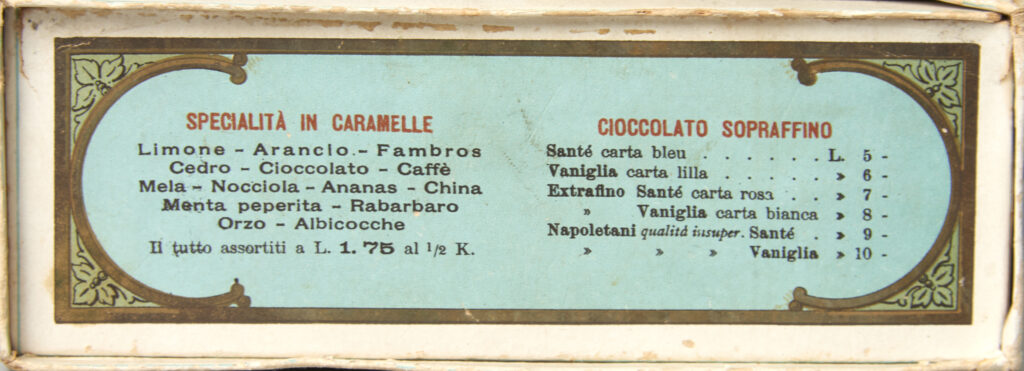 SPECIALITÀ IN CARAMELLE
Limone - Arancio - Fambros
Cedro - Cioccolato - Caffè
Mela - Nocciola - Ananas - China
Menta peperita - Rabarbaro
Orzo - Albicocche
Il tutto assortiti a L. 1.75 al 1/2 K.
CIOCCOLATO SOPRAFFINO
Santé carta bleu . . . . . . . L. 5 -
Vaniglia carta lilla . . . . . » 6 -
Extrafino Santé carta rosa . . » 7 -
» Vaniglia carta bianca » 8 -
Napoletani qualità insuper. Santé . » 9 -
» » » Vaniglia » 10 -